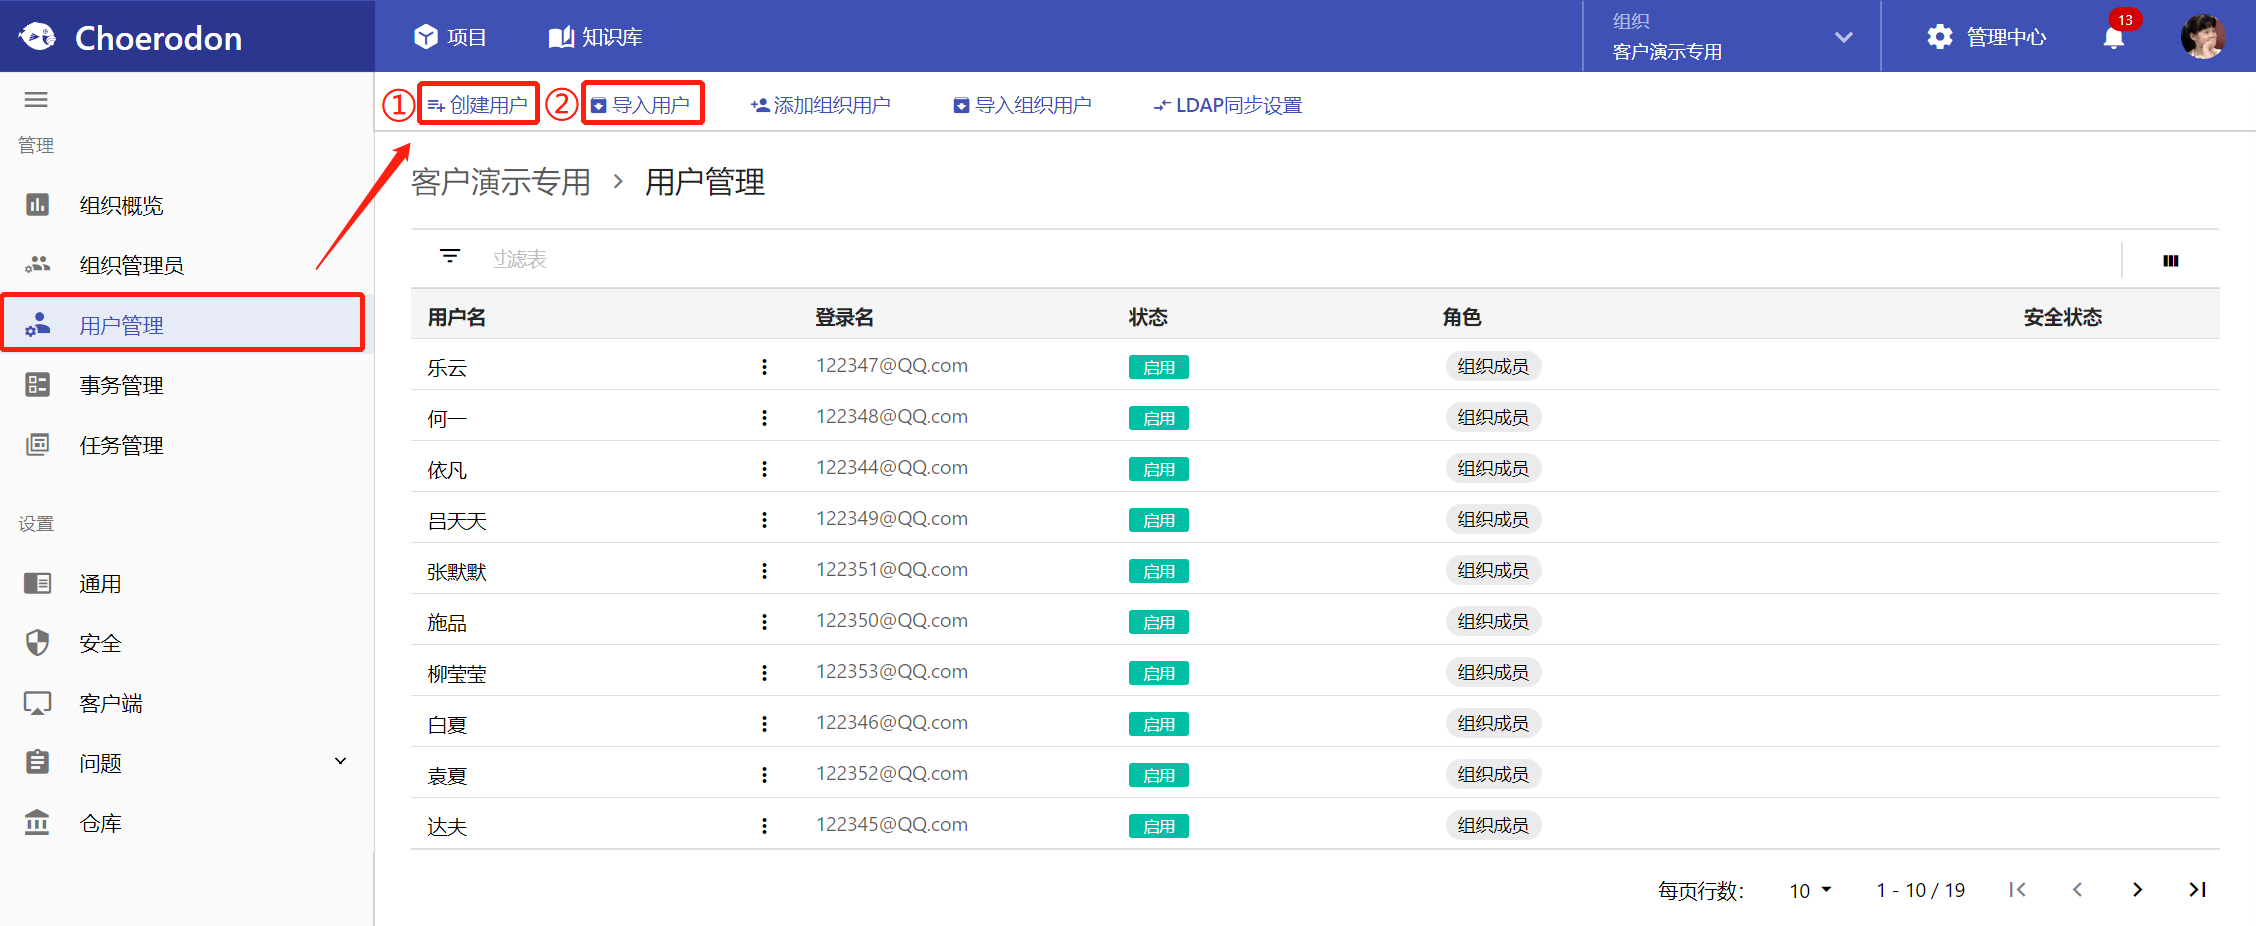 Choerodon
项目
知识库
组织
客户演示专用
管理中心
13
① 创建用户
② 导入用户
添加组织用户
导入组织用户
LDAP同步设置
管理
组织概览
组织管理员
用户管理
事务管理
任务管理
设置
通用
安全
客户端
问题
仓库
客户演示专用 > 用户管理
过滤表
用户名 登录名 状态 角色 安全状态
乐云 122347@QQ.com 启用 组织成员
何一 122348@QQ.com 启用 组织成员
依凡 122344@QQ.com 启用 组织成员
吕天天 122349@QQ.com 启用 组织成员
张默默 122351@QQ.com 启用 组织成员
施品 122350@QQ.com 启用 组织成员
柳莹莹 122353@QQ.com 启用 组织成员
白夏 122346@QQ.com 启用 组织成员
袁夏 122352@QQ.com 启用 组织成员
达夫 122345@QQ.com 启用 组织成员
每页行数: 10 1 - 10 / 19